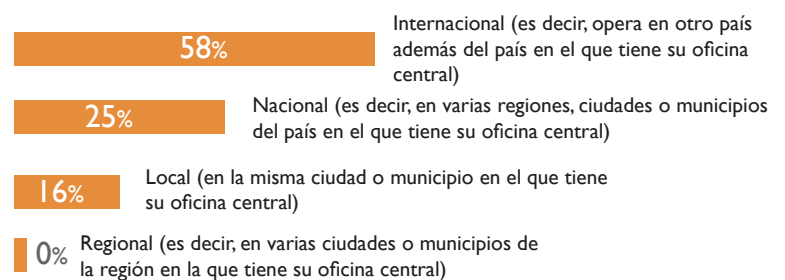 58%
Internacional (es decir, opera en otro país
además del país en el que tiene su oficina
central)
25%
Nacional (es decir, en varias regiones, ciudades o municipios
del país en el que tiene su oficina central)
16%
Local (en la misma ciudad o municipio en el que tiene
su oficina central)
0%
Regional (es decir, en varias ciudades o municipios de
la región en la que tiene su oficina central)